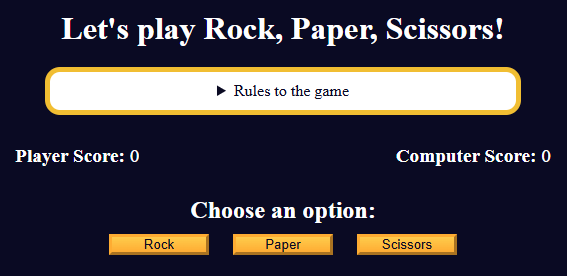 Let's play Rock, Paper, Scissors!
Rules to the game
Player Score: 0 Computer Score: 0
Choose an option:
Rock Paper Scissors